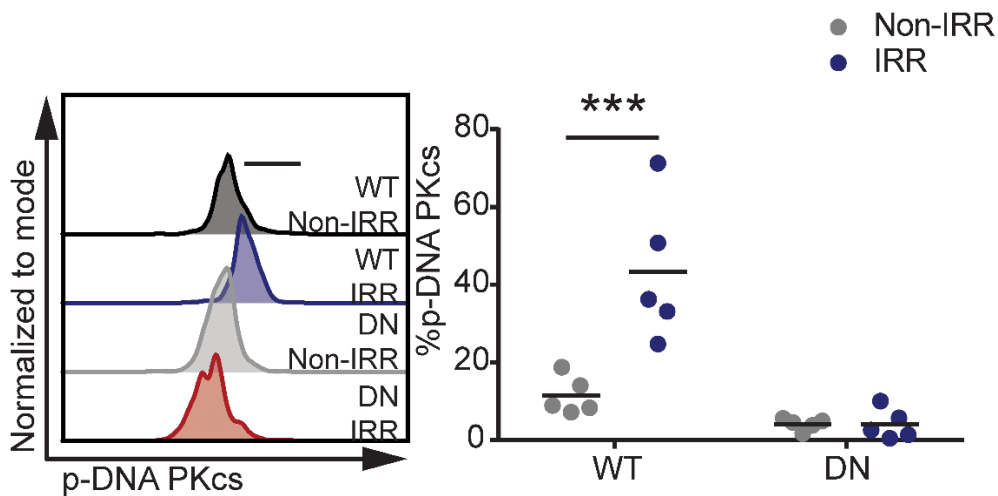 Non-IRR
IRR
Normalized to mode
WT
Non-IRR
WT
IRR
DN
Non-IRR
DN
IRR
p-DNA PKcs
%p-DNA PKcs
***
80
60
40
20
0
WT
DN